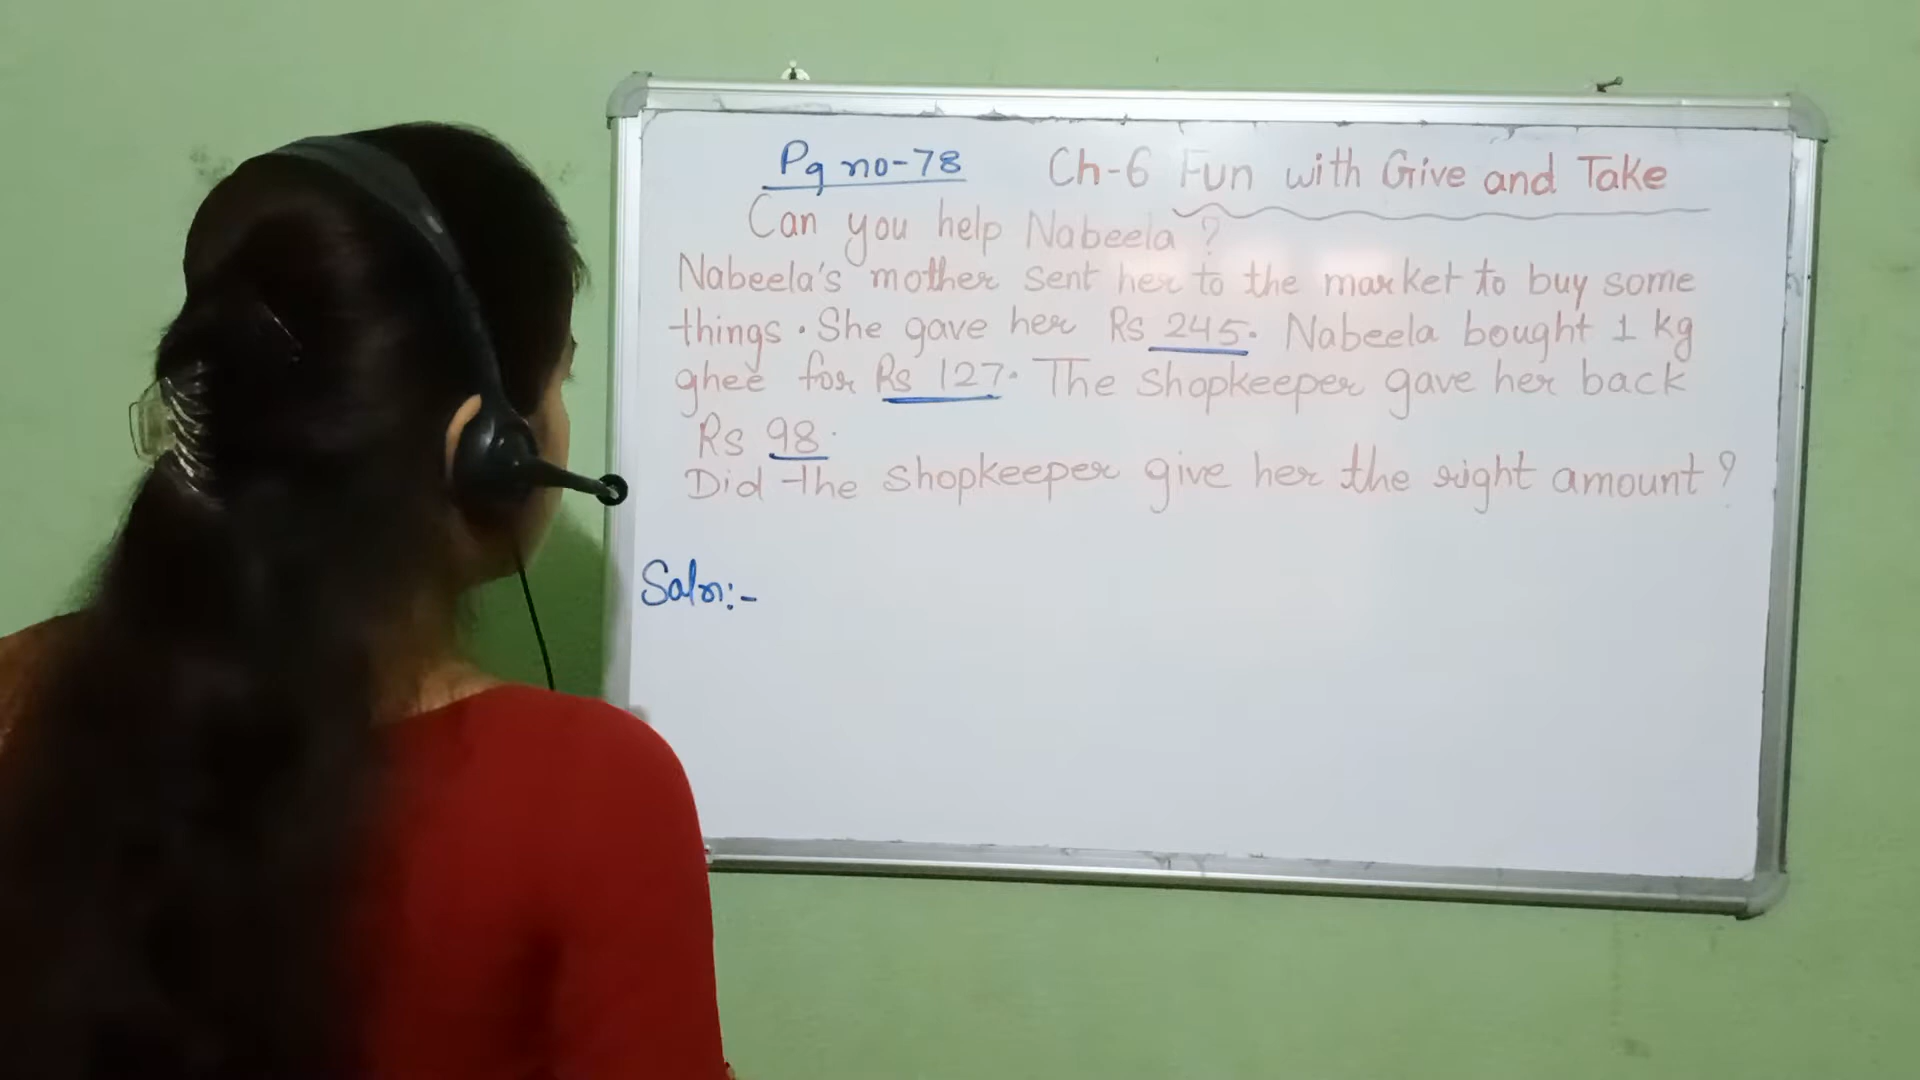 Pg no-78 Ch-6 Fun with Give and Take
Can you help Nabeela ?
Nabeela's mother sent her to the market to buy some
things. She gave her Rs 245. Nabeela bought 1 kg
ghee for Rs 127. The shopkeeper gave her back
Rs 98.
Did the shopkeeper give her the right amount ?
Soln:-